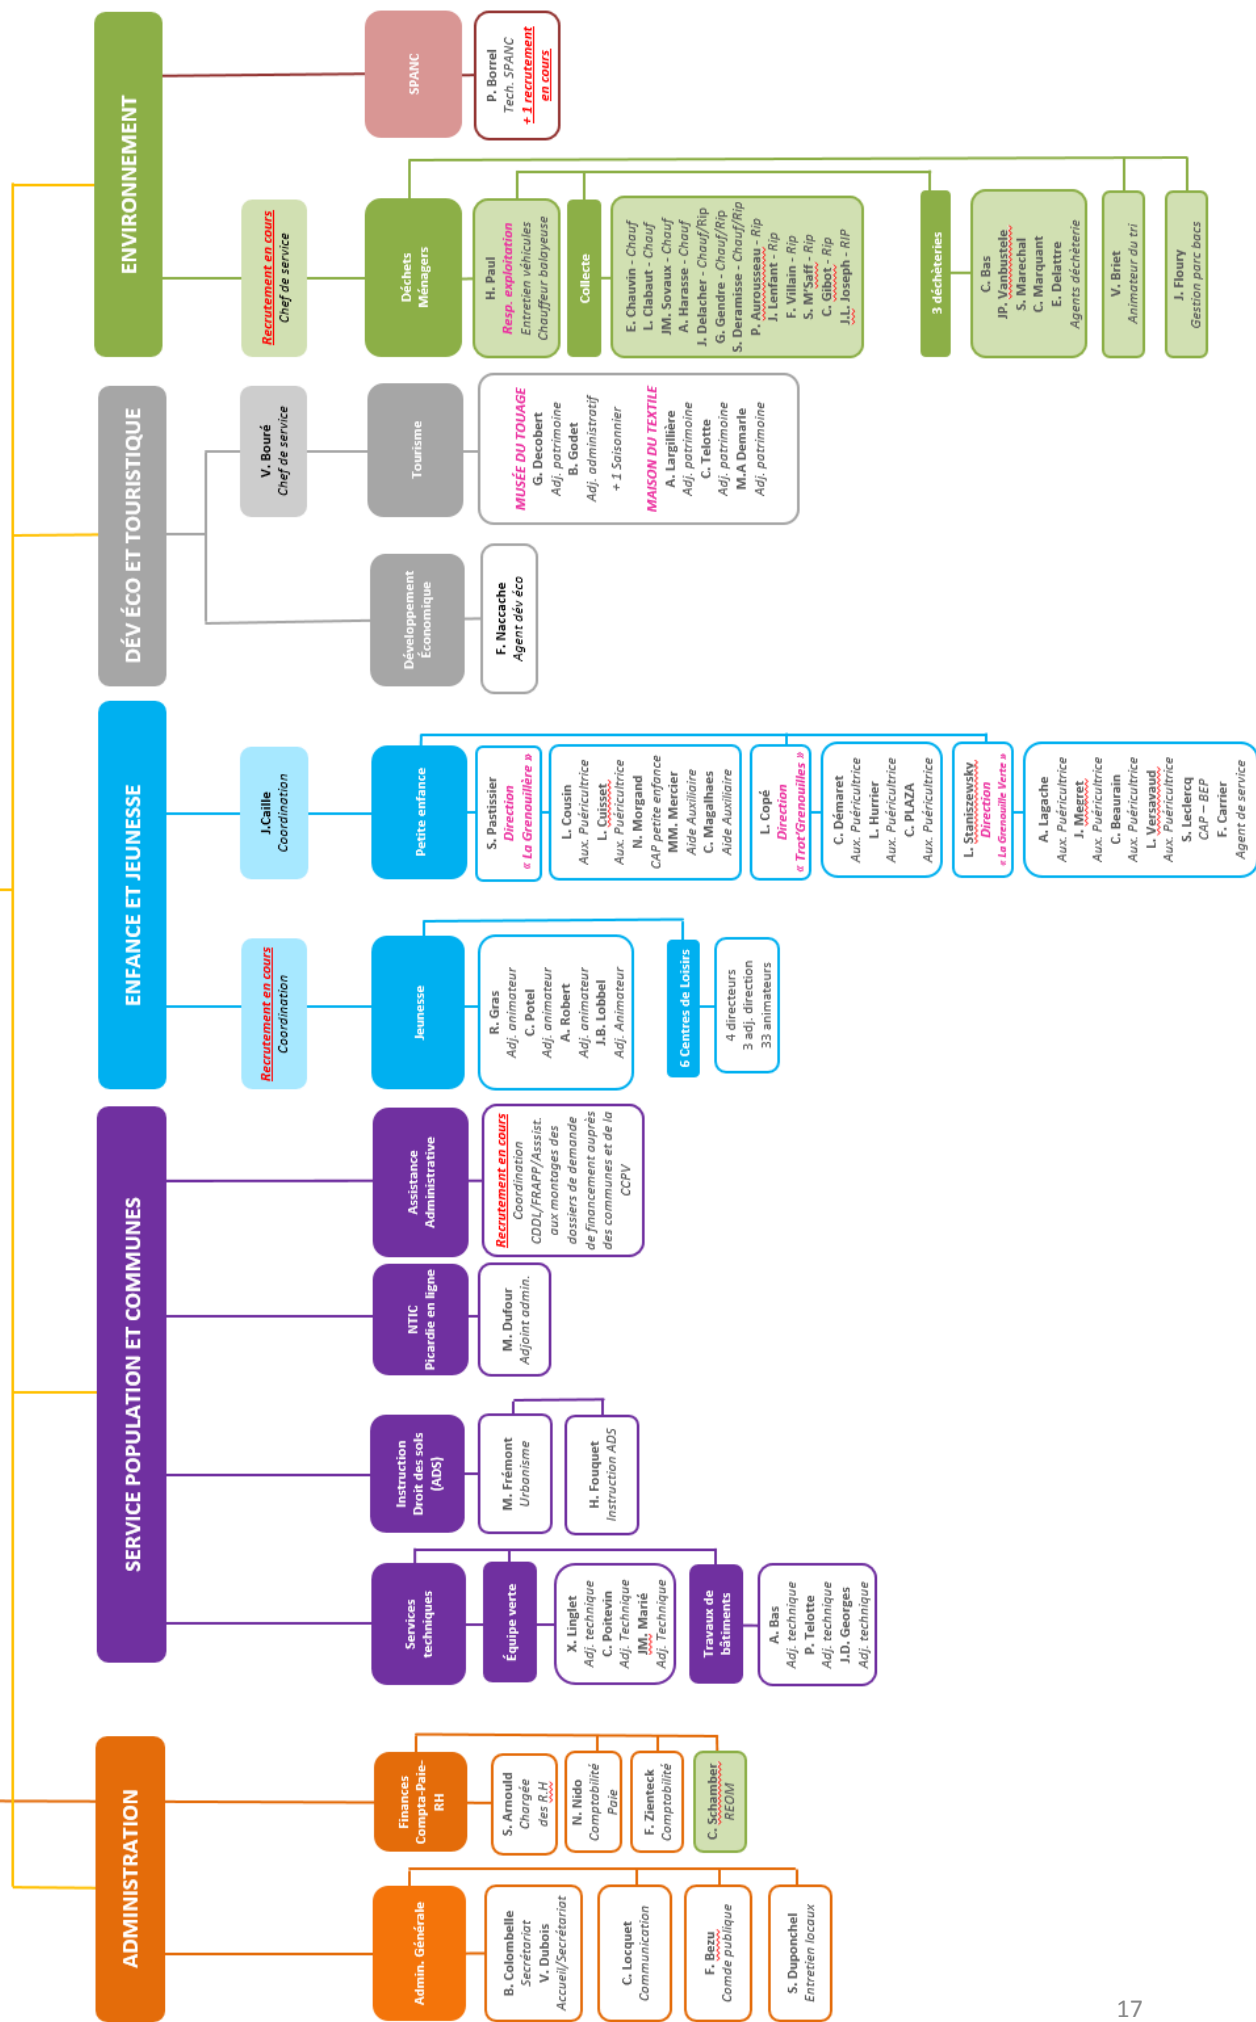 ADMINISTRATION
Admin. Générale
B. Colombelle
Secrétariat
V. Dubois
Accueil/Secrétariat
C. Locquet
Communication
F. Bezu
Comde publique
S. Duponchel
Entretien locaux
Finances
Compta-Paie-
RH
S. Arnould
Chargée
des R.H
N. Nido
Comptabilité
Paie
F. Zienteck
Comptabilité
C. Schamber
REOM
SERVICE POPULATION ET COMMUNES
Services
techniques
Équipe verte
X. Linglet
Adj. technique
C. Poitevin
Adj. Technique
JM. Marié
Adj. Technique
Travaux de
bâtiments
A. Bas
Adj. technique
P. Telotte
Adj. technique
J.D. Georges
Adj. technique
Instruction
Droit des sols
(ADS)
M. Frémont
Urbanisme
H. Fouquet
Instruction ADS
NTIC
Picardie en ligne
M. Dufour
Adjoint admin.
Assistance
Administrative
Recrutement en cours
Coordination
CDDL/FRAPP/Asssist.
aux montages des
dossiers de demande
de financement auprès
des communes et de la
CCPV
ENFANCE ET JEUNESSE
Recrutement en cours
Coordination
Jeunesse
R. Gras
Adj. animateur
C. Potel
Adj. animateur
A. Robert
Adj. animateur
J.B. Lobbel
Adj. Animateur
6 Centres de Loisirs
4 directeurs
3 adj. direction
33 animateurs
J.Caille
Coordination
Petite enfance
S. Pastissier
Direction
« La Grenouillère »
L. Cousin
Aux. Puéricultrice
L. Cuisset
Aux. Puéricultrice
N. Morgand
CAP petite enfance
MM. Mercier
Aide Auxiliaire
C. Magalhaes
Aide Auxiliaire
L. Copé
Direction
« Trot'Grenouilles »
C. Démaret
Aux. Puéricultrice
L. Hurrier
Aux. Puéricultrice
C. PLAZA
Aux. Puéricultrice
L. Staniszewsky
Direction
« La Grenouille Verte »
A. Lagache
Aux. Puéricultrice
J. Megret
Aux. Puéricultrice
C. Beaurain
Aux. Puéricultrice
L. Versavaud
Aux. Puéricultrice
S. Leclercq
CAP – BEP
F. Carrier
Agent de service
DÉV ÉCO ET TOURISTIQUE
Développement
Économique
F. Naccache
Agent dév éco
V. Bouré
Chef de service
Tourisme
MUSÉE DU TOUAGE
G. Decobert
Adj. patrimoine
B. Godet
Adj. administratif
+ 1 Saisonnier
MAISON DU TEXTILE
A. Largillière
Adj. patrimoine
C. Telotte
Adj. patrimoine
M.A Demarle
Adj. patrimoine
ENVIRONNEMENT
Recrutement en cours
Chef de service
Déchets
Ménagers
H. Paul
Resp. exploitation
Entretien véhicules
Chauffeur balayeuse
Collecte
E. Chauvin - Chauf
L. Clabaut - Chauf
JM. Sovaux - Chauf
A. Harasse - Chauf
J. Delacher - Chauf/Rip
G. Gendre - Chauf/Rip
S. Deramisse - Chauf/Rip
P. Aurousseau - Rip
J. Lenfant - Rip
F. Villain - Rip
S. M'Saff - Rip
C. Gibot - Rip
J.L. Joseph - RIP
3 déchèteries
C. Bas
JP. Vanbustele
S. Marechal
C. Marquant
E. Delattre
Agents déchèterie
V. Briet
Animateur du tri
J. Floury
Gestion parc bacs
SPANC
P. Borrel
Tech. SPANC
+ 1 recrutement
en cours
17